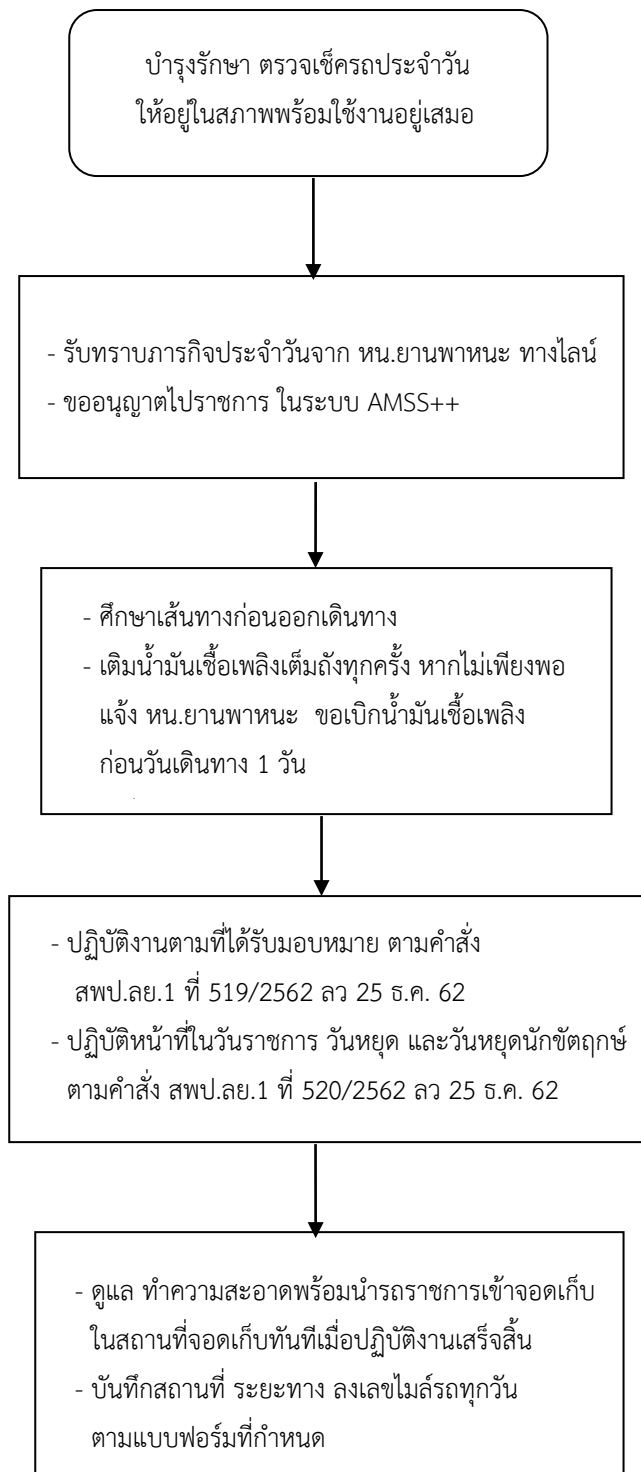 บำรุงรักษา ตรวจเช็ครถประจำวัน
ให้อยู่ในสภาพพร้อมใช้งานอยู่เสมอ
- รับทราบภารกิจประจำวันจาก หน.ยานพาหนะ ทางไลน์
- ขออนุญาตไปราชการ ในระบบ AMSS++
- ศึกษาเส้นทางก่อนออกเดินทาง
- เติมน้ำมันเชื้อเพลิงเต็มถังทุกครั้ง หากไม่เพียงพอ
แจ้ง หน.ยานพาหนะ ขอเบิกน้ำมันเชื้อเพลิง
ก่อนวันเดินทาง 1 วัน
- ปฏิบัติงานตามที่ได้รับมอบหมาย ตามคำสั่ง
สพป.ลย.1 ที่ 519/2562 ลว 25 ธ.ค. 62
- ปฏิบัติหน้าที่ในวันราชการ วันหยุด และวันหยุดนักขัตฤกษ์
ตามคำสั่ง สพป.ลย.1 ที่ 520/2562 ลว 25 ธ.ค. 62
- ดูแล ทำความสะอาดพร้อมนำรถราชการเข้าจอดเก็บ
ในสถานที่จอดเก็บทันทีเมื่อปฏิบัติงานเสร็จสิ้น
- บันทึกสถานที่ ระยะทาง ลงเลขไมล์รถทุกวัน
ตามแบบฟอร์มที่กำหนด